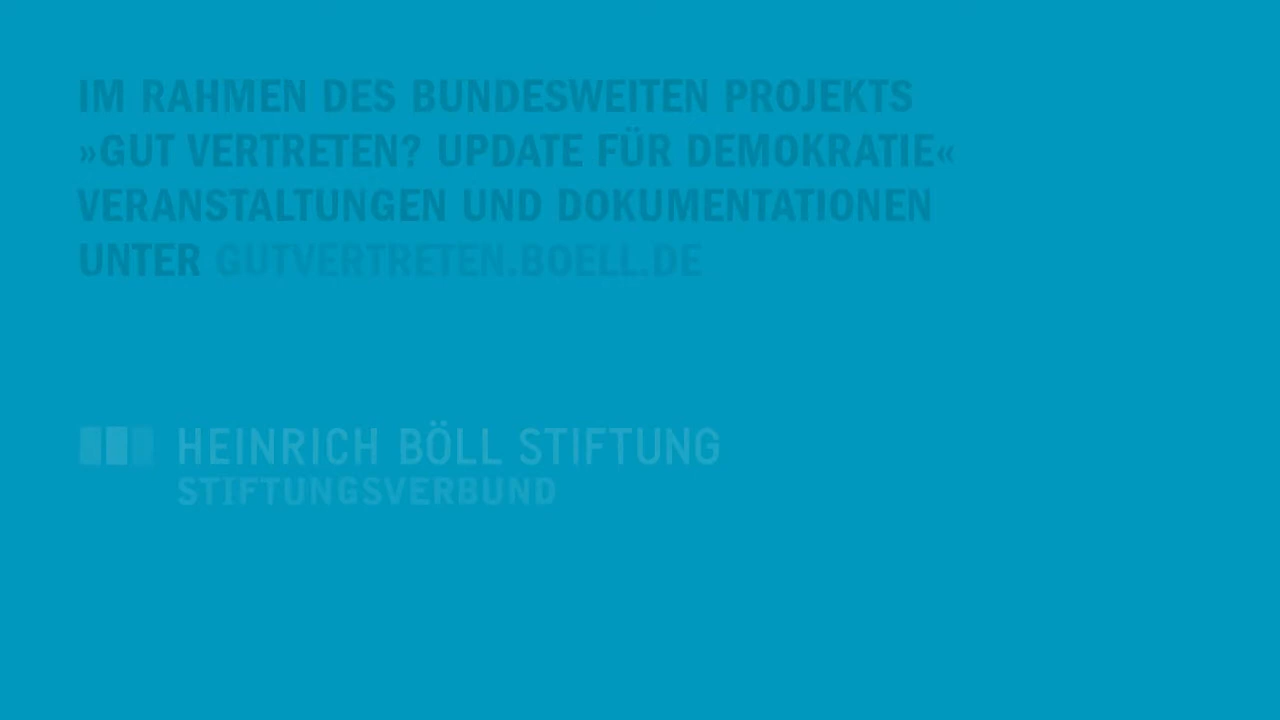 IM RAHMEN DES BUNDESWEITEN PROJEKTS
»GUT VERTRETEN? UPDATE FÜR DEMOKRATIE«
VERANSTALTUNGEN UND DOKUMENTATIONEN
UNTER GUTVERTRETEN.BOELL.DE
HEINRICH BÖLL STIFTUNG
STIFTUNGSVERBUND